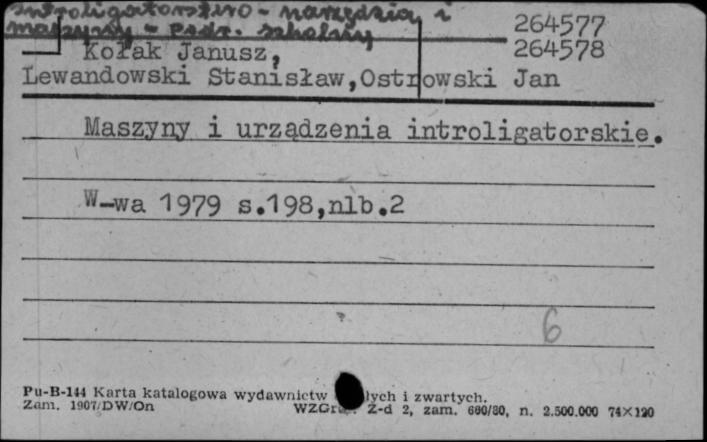 introligatorstwo - narzędzia i
maszyny - podr. szkolny
264577
264578
Kołak Janusz,
Lewandowski Stanisław,Ostrowski Jan
Maszyny i urządzenia introligatorskie.
W-wa 1979 s.198,nlb.2
6
Pu-B-144 Karta katalogowa wydawnictw i zwartych.
Zam. 1907/DW/On Z-d 2, zam. 660/80, n. 2.500.000 74×120